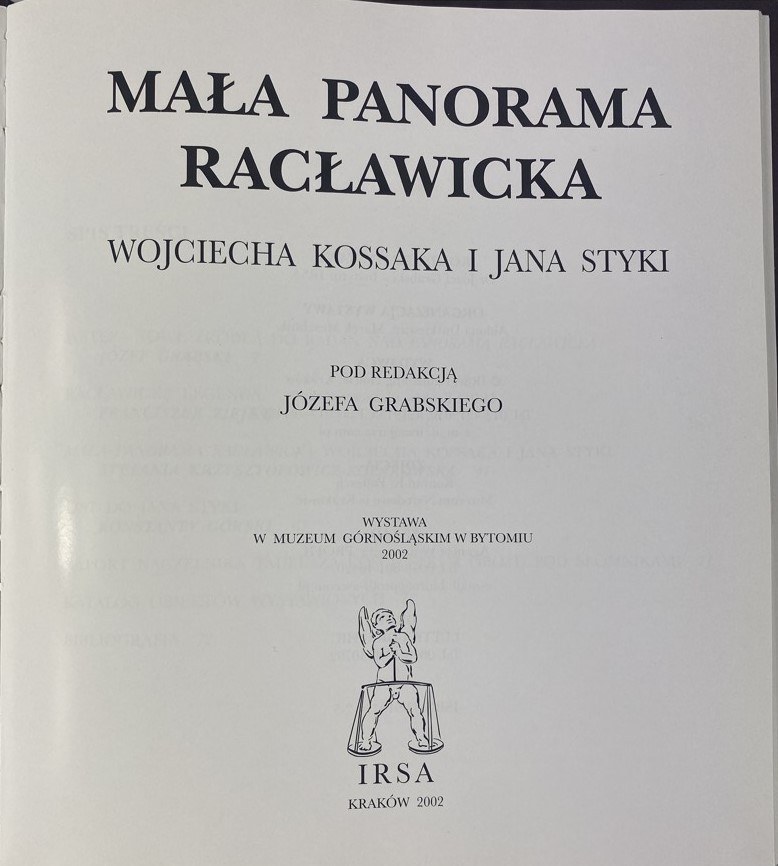 MAŁA PANORAMA
RACŁAWICKA
WOJCIECHA KOSSAKA I JANA STYKI
POD REDAKCJĄ
JÓZEFA GRABSKIEGO
WYSTAWA
W MUZEUM GÓRNOŚLĄSKIM W BYTOMIU
2002
IRSA
KRAKÓW 2002